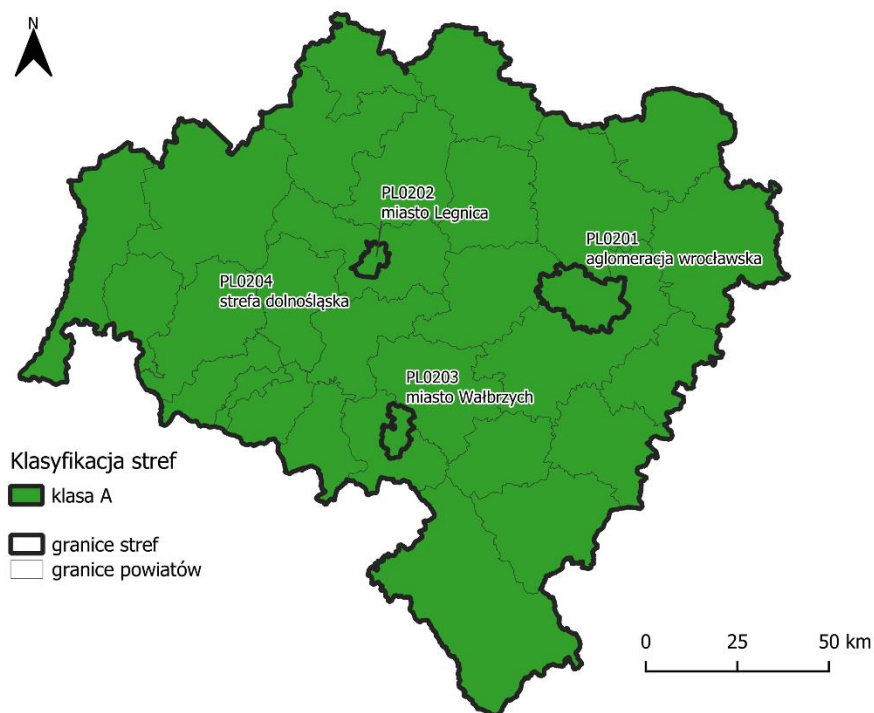 N
PL0202
miasto Legnica
PL0201
aglomeracja wrocławska
PL0204
strefa dolnośląska
PL0203
miasto Wałbrzych
Klasyfikacja stref
klasa A
granice stref
granice powiatów
0 25 50 km